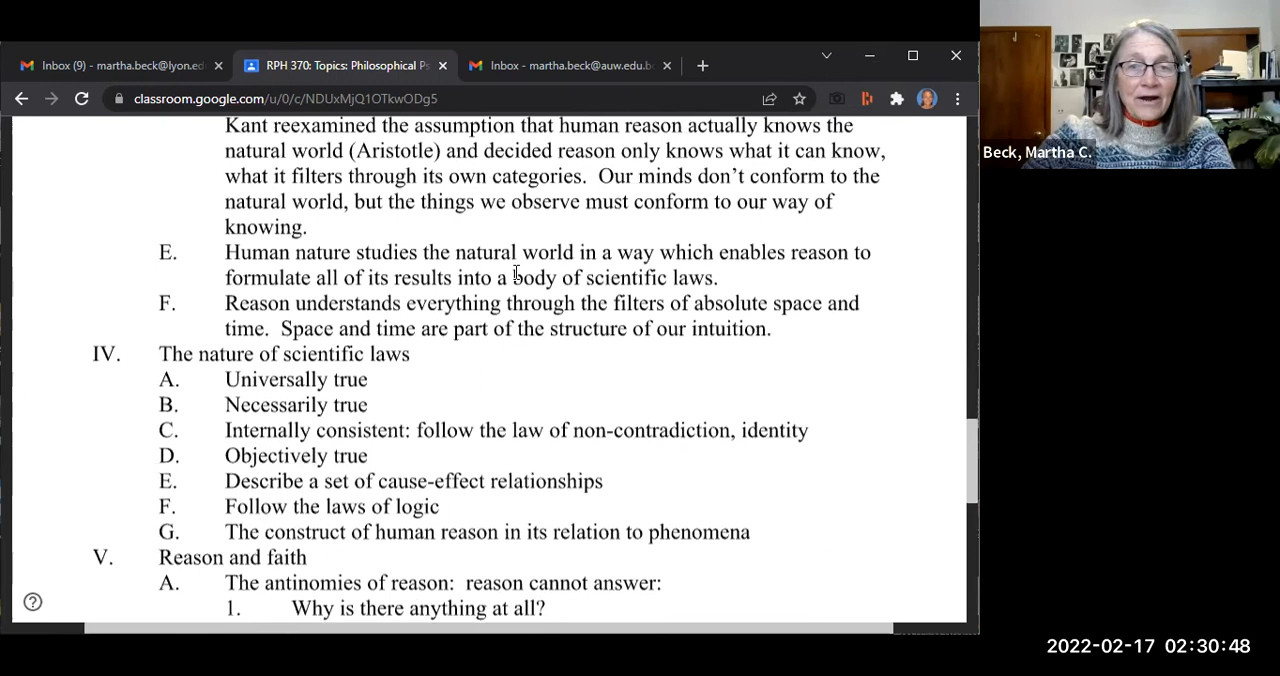 Inbox (9) - martha.beck@lyon.ed
RPH 370: Topics: Philosophical Ps
Inbox - martha.beck@auw.edu.b
classroom.google.com/u/0/c/NDUxMjQ1OTkwODg5
Kant reexamined the assumption that human reason actually knows the
natural world (Aristotle) and decided reason only knows what it can know,
what it filters through its own categories.  Our minds don’t conform to the
natural world, but the things we observe must conform to our way of
knowing.
E. Human nature studies the natural world in a way which enables reason to
formulate all of its results into a body of scientific laws.
F. Reason understands everything through the filters of absolute space and
time.  Space and time are part of the structure of our intuition.
IV. The nature of scientific laws
A. Universally true
B. Necessarily true
C. Internally consistent: follow the law of non-contradiction, identity
D. Objectively true
E. Describe a set of cause-effect relationships
F. Follow the laws of logic
G. The construct of human reason in its relation to phenomena
V. Reason and faith
A. The antinomies of reason:  reason cannot answer:
1. Why is there anything at all?
Beck, Martha C.
2022-02-17 02:30:48